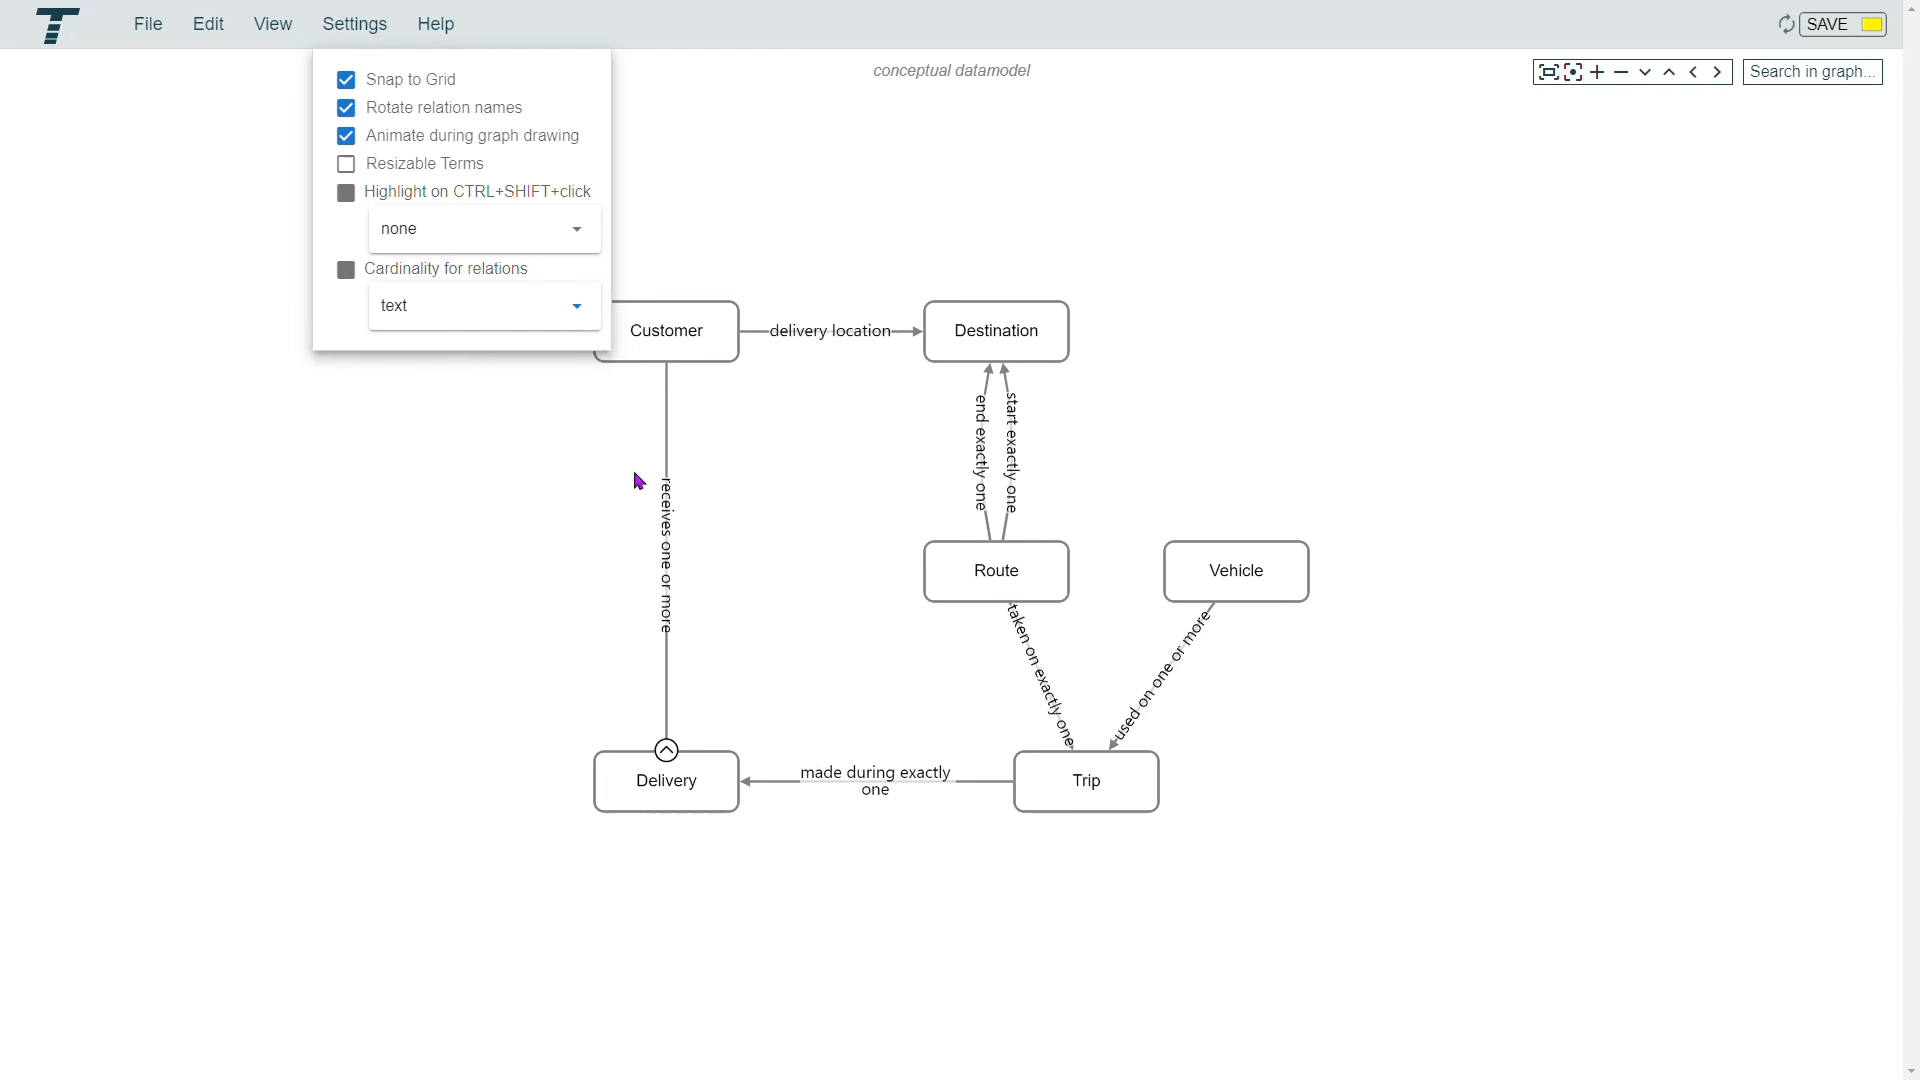 File Edit View Settings Help
SAVE
conceptual datamodel
Search in graph...
Snap to Grid
Rotate relation names
Animate during graph drawing
Resizable Terms
Highlight on CTRL+SHIFT+click
none
Cardinality for relations
text
Customer
delivery location
Destination
end exactly one
start exactly one
receives one or more
Route
Vehicle
taken on exactly one
used on one or more
Delivery
made during exactly
one
Trip